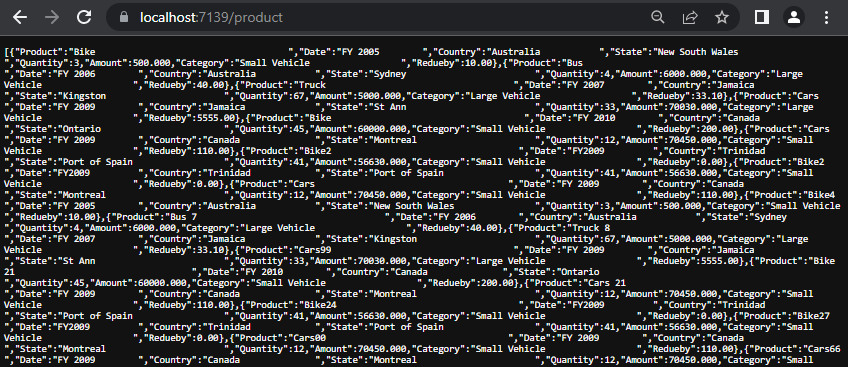 localhost:7139/product
[{"Product":"Bike ","Date":"FY 2005 ","Country":"Australia ","State":"New South Wales
","Quantity":3,"Amount":500.000,"Category":"Small Vehicle ","Redueby":10.00},{"Product":"Bus
","Date":"FY 2006 ","Country":"Australia ","State":"Sydney ","Quantity":4,"Amount":6000.000,"Category":"Large
Vehicle ","Redueby":40.00},{"Product":"Truck ","Date":"FY 2007 ","Country":"Jamaica
","State":"Kingston ","Quantity":67,"Amount":5000.000,"Category":"Large Vehicle ","Redueby":33.10},{"Product":"Cars
","Date":"FY 2009 ","Country":"Jamaica ","State":"St Ann ","Quantity":33,"Amount":70030.000,"Category":"Large
Vehicle ","Redueby":5555.00},{"Product":"Bike ","Date":"FY 2010 ","Country":"Canada
","State":"Ontario ","Quantity":45,"Amount":60000.000,"Category":"Small Vehicle ","Redueby":200.00},{"Product":"Cars
","Date":"FY 2009 ","Country":"Canada ","State":"Montreal ","Quantity":12,"Amount":70450.000,"Category":"Small
Vehicle ","Redueby":110.00},{"Product":"Bike2 ","Date":"FY2009 ","Country":"Trinidad
","State":"Port of Spain ","Quantity":41,"Amount":56630.000,"Category":"Small Vehicle ","Redueby":0.00},{"Product":"Bike2
","Date":"FY2009 ","Country":"Trinidad ","State":"Port of Spain ","Quantity":41,"Amount":56630.000,"Category":"Small
Vehicle ","Redueby":0.00},{"Product":"Cars ","Date":"FY 2009 ","Country":"Canada
","State":"Montreal ","Quantity":12,"Amount":70450.000,"Category":"Small Vehicle ","Redueby":110.00},{"Product":"Bike4
","Date":"FY 2005 ","Country":"Australia ","State":"New South Wales ","Quantity":3,"Amount":500.000,"Category":"Small Vehicle
","Redueby":10.00},{"Product":"Bus 7 ","Date":"FY 2006 ","Country":"Australia ","State":"Sydney
","Quantity":4,"Amount":6000.000,"Category":"Large Vehicle ","Redueby":40.00},{"Product":"Truck 8
","Date":"FY 2007 ","Country":"Jamaica ","State":"Kingston ","Quantity":67,"Amount":5000.000,"Category":"Large
Vehicle ","Redueby":33.10},{"Product":"Cars99 ","Date":"FY 2009 ","Country":"Jamaica
","State":"St Ann ","Quantity":33,"Amount":70030.000,"Category":"Large Vehicle ","Redueby":5555.00},{"Product":"Bike
21 ","Date":"FY 2010 ","Country":"Canada ","State":"Ontario
","Quantity":45,"Amount":60000.000,"Category":"Small Vehicle ","Redueby":200.00},{"Product":"Cars 21
","Date":"FY 2009 ","Country":"Canada ","State":"Montreal ","Quantity":12,"Amount":70450.000,"Category":"Small
Vehicle ","Redueby":110.00},{"Product":"Bike24 ","Date":"FY2009 ","Country":"Trinidad
","State":"Port of Spain ","Quantity":41,"Amount":56630.000,"Category":"Small Vehicle ","Redueby":0.00},{"Product":"Bike27
","Date":"FY2009 ","Country":"Trinidad ","State":"Port of Spain ","Quantity":41,"Amount":56630.000,"Category":"Small
Vehicle ","Redueby":0.00},{"Product":"Cars00 ","Date":"FY 2009 ","Country":"Canada
","State":"Montreal ","Quantity":12,"Amount":70450.000,"Category":"Small Vehicle ","Redueby":110.00},{"Product":"Cars66
","Date":"FY 2009 ","Country":"Canada ","State":"Montreal ","Quantity":12,"Amount":70450.000,"Category":"Small